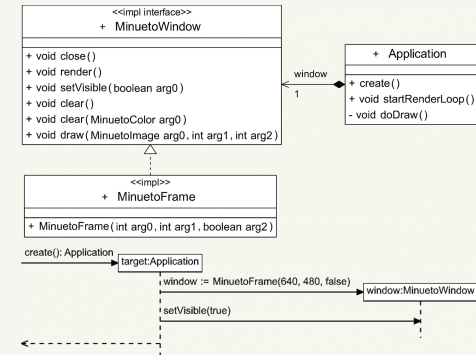 <<impl interface>>
+ MinuetoWindow
+ void close()
+ void render()
+ void setVisible(boolean arg0)
+ void clear()
+ void clear(MinuetoColor arg0)
+ void draw(MinuetoImage arg0, int arg1, int arg2)
window
1
+ Application
+ create()
+ void startRenderLoop()
- void doDraw()
<<impl>>
+ MinuetoFrame
+ MinuetoFrame(int arg0, int arg1, boolean arg2)
create(): Application
target:Application
window := MinuetoFrame(640, 480, false)
window:MinuetoWindow
setVisible(true)